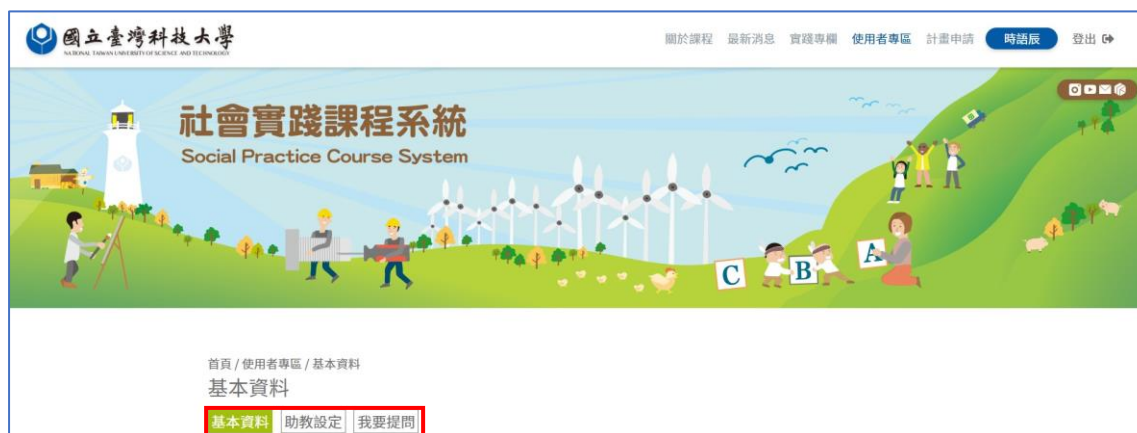 國立臺灣科技大學
NATIONAL TAIWAN UNIVERSITY OF SCIENCE AND TECHNOLOGY
關於課程 最新消息 實踐專欄 使用者專區 計畫申請 時語辰 登出
社會實踐課程系統
Social Practice Course System
C B A
首頁 / 使用者專區 / 基本資料
基本資料
基本資料 助教設定 我要提問